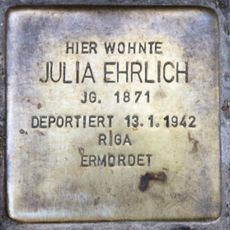 HIER WOHNTE
JULIA EHRLICH
JG. 1871
DEPORTIERT 13.1.1942
RIGA
ERMORDET